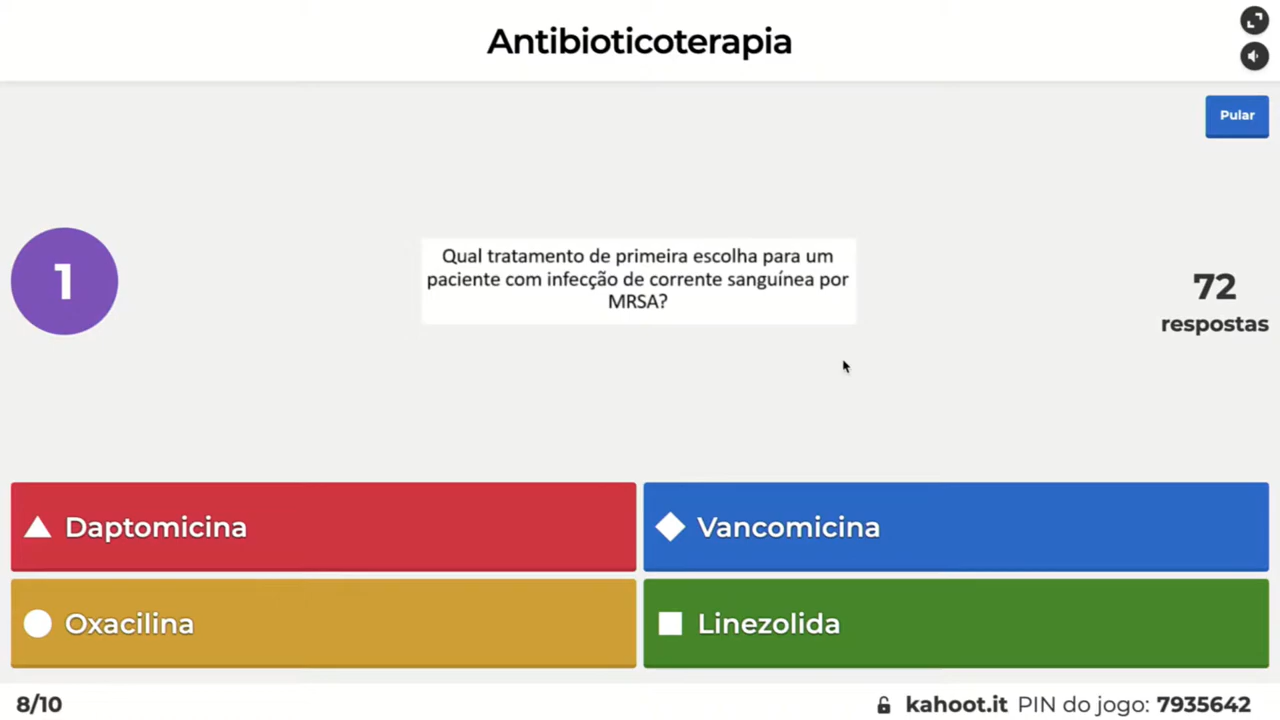 Antibioticoterapia
Pular
1
Qual tratamento de primeira escolha para um
paciente com infecção de corrente sanguínea por
MRSA?
72
respostas
Daptomicina
Vancomicina
Oxacilina
Linezolida
8/10
kahoot.it PIN do jogo: 7935642